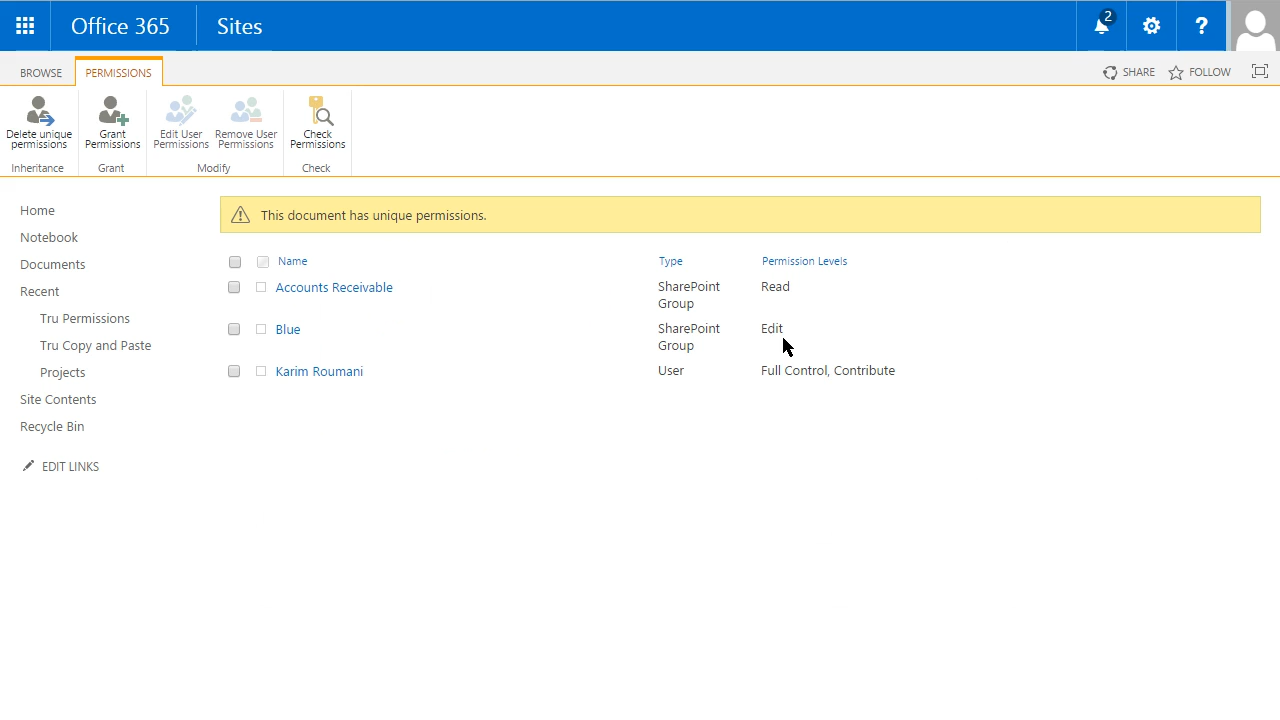 Office 365 Sites 2 ?
BROWSE PERMISSIONS SHARE FOLLOW
Delete unique permissions
Grant Permissions
Edit User Permissions
Remove User Permissions
Check Permissions
Inheritance Grant Modify Check
Home
Notebook
Documents
Recent
Tru Permissions
Tru Copy and Paste
Projects
Site Contents
Recycle Bin
EDIT LINKS
This document has unique permissions.
Name Type Permission Levels
Accounts Receivable SharePoint Group Read
Blue SharePoint Group Edit
Karim Roumani User Full Control, Contribute